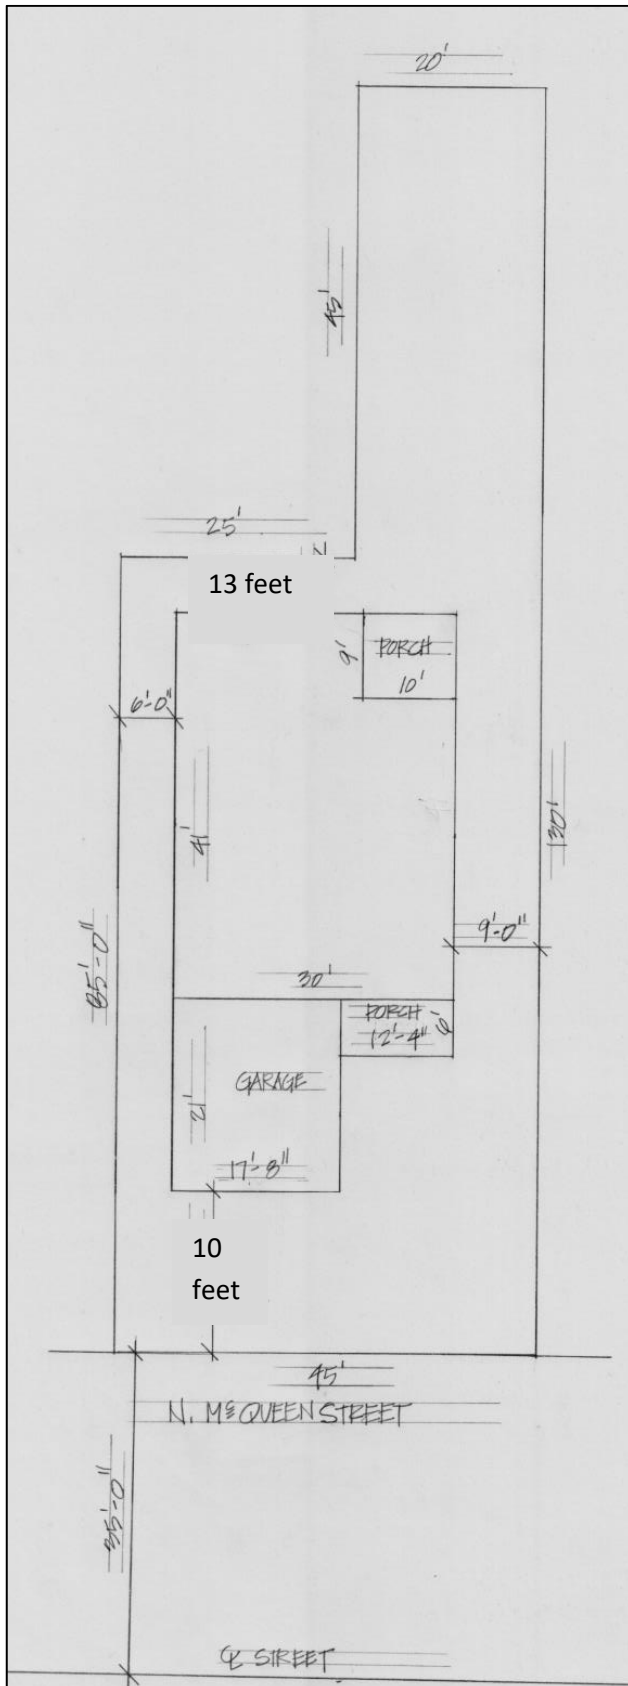 20'
45'
25'
13 feet
9'
PORCH
10'
6'-0"
41'
130'
85'-0"
9'-0"
30'
PORCH
12'-4"
6'
GARAGE
21'
17'-8"
10
feet
45'
N. McQUEEN STREET
35'-0"
℄ STREET